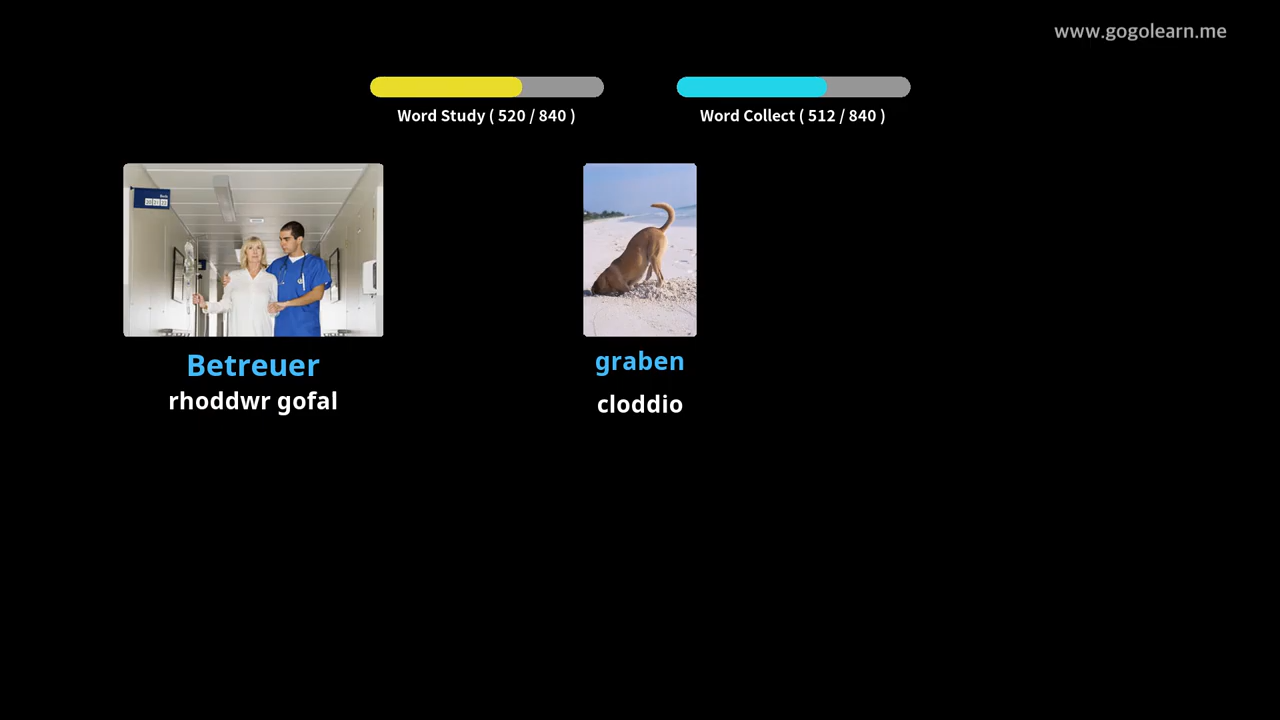 www.gogolearn.me
Word Study ( 520 / 840 )
Word Collect ( 512 / 840 )
Betreuer
rhoddwr gofal
graben
cloddio